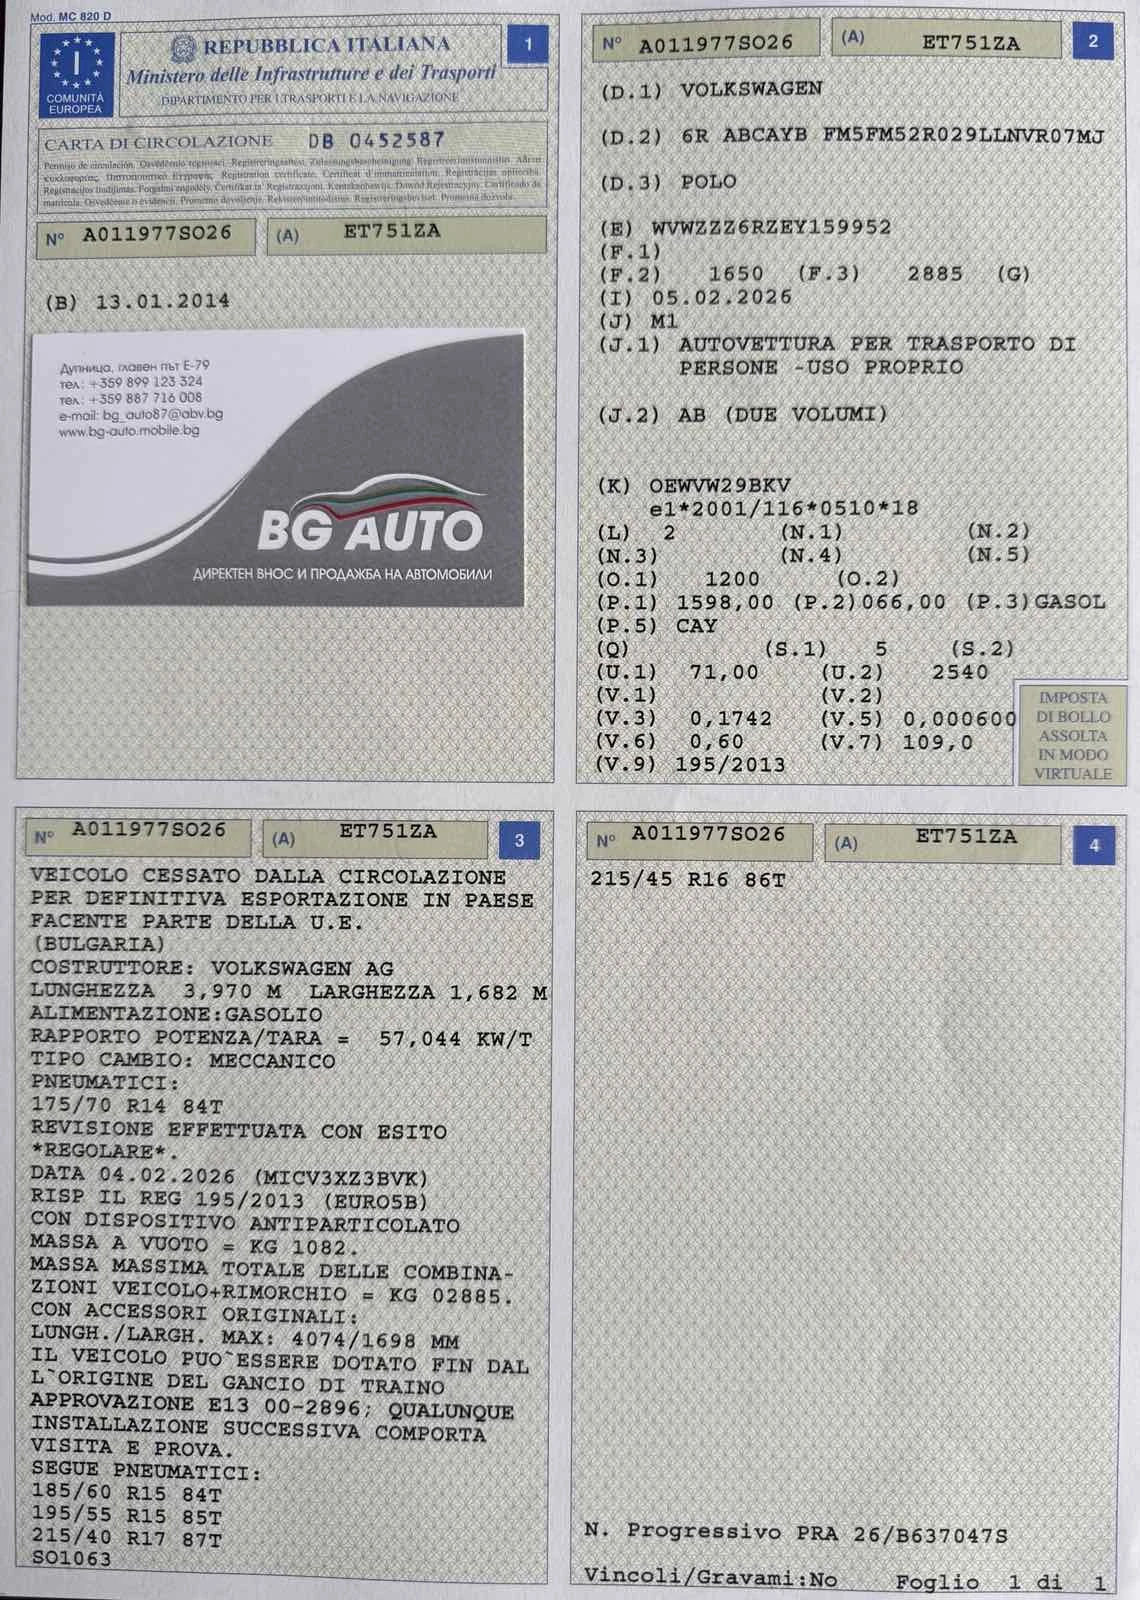 Mod. MC 820 D
I
COMUNITÀ
EUROPEA
REPUBBLICA ITALIANA
Ministero delle Infrastrutture e dei Trasporti
DIPARTIMENTO PER I TRASPORTI E LA NAVIGAZIONE
1
CARTA DI CIRCOLAZIONE DB 0452587
N° A011977SO26 (A) ET751ZA
(B) 13.01.2014
Дупница, главен път Е-79
тел.: +359 899 123 324
тел.: +359 887 716 008
e-mail: bg_auto87@abv.bg
www.bg-auto.mobile.bg
BG AUTO
ДИРЕКТЕН ВНОС И ПРОДАЖБА НА АВТОМОБИЛИ
N° A011977SO26 (A) ET751ZA 2
(D.1) VOLKSWAGEN
(D.2) 6R ABCAYB FM5FM52R029LLNVR07MJ
(D.3) POLO
(E) WVWZZZ6RZEY159952
(F.1)
(F.2) 1650 (F.3) 2885 (G)
(I) 05.02.2026
(J) M1
(J.1) AUTOVETTURA PER TRASPORTO DI
PERSONE -USO PROPRIO
(J.2) AB (DUE VOLUMI)
(K) OEWVW29BKV
e1*2001/116*0510*18
(L) 2 (N.1) (N.2)
(N.3) (N.4) (N.5)
(O.1) 1200 (O.2)
(P.1) 1598,00 (P.2)066,00 (P.3)GASOL
(P.5) CAY
(Q) (S.1) 5 (S.2)
(U.1) 71,00 (U.2) 2540
(V.1) (V.2)
(V.3) 0,1742 (V.5) 0,000600
(V.6) 0,60 (V.7) 109,0
(V.9) 195/2013
IMPOSTA
DI BOLLO
ASSOLTA
IN MODO
VIRTUALE
N° A011977SO26 (A) ET751ZA 3
VEICOLO CESSATO DALLA CIRCOLAZIONE
PER DEFINITIVA ESPORTAZIONE IN PAESE
FACENTE PARTE DELLA U.E.
(BULGARIA)
COSTRUTTORE: VOLKSWAGEN AG
LUNGHEZZA 3,970 M LARGHEZZA 1,682 M
ALIMENTAZIONE:GASOLIO
RAPPORTO POTENZA/TARA = 57,044 KW/T
TIPO CAMBIO: MECCANICO
PNEUMATICI:
175/70 R14 84T
REVISIONE EFFETTUATA CON ESITO
*REGOLARE*.
DATA 04.02.2026 (MICV3XZ3BVK)
RISP IL REG 195/2013 (EURO5B)
CON DISPOSITIVO ANTIPARTICOLATO
MASSA A VUOTO = KG 1082.
MASSA MASSIMA TOTALE DELLE COMBINA-
ZIONI VEICOLO+RIMORCHIO = KG 02885.
CON ACCESSORI ORIGINALI:
LUNGH./LARGH. MAX: 4074/1698 MM
IL VEICOLO PUO`ESSERE DOTATO FIN DAL
L`ORIGINE DEL GANCIO DI TRAINO
APPROVAZIONE E13 00-2896; QUALUNQUE
INSTALLAZIONE SUCCESSIVA COMPORTA
VISITA E PROVA.
SEGUE PNEUMATICI:
185/60 R15 84T
195/55 R15 85T
215/40 R17 87T
SO1063
N° A011977SO26 (A) ET751ZA 4
215/45 R16 86T
N. Progressivo PRA 26/B637047S
Vincoli/Gravami:No Foglio 1 di 1